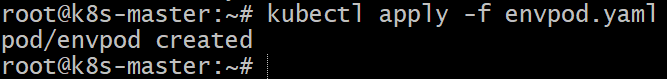 root@k8s-master:~# kubectl apply -f envpod.yaml
pod/envpod created
root@k8s-master:~#